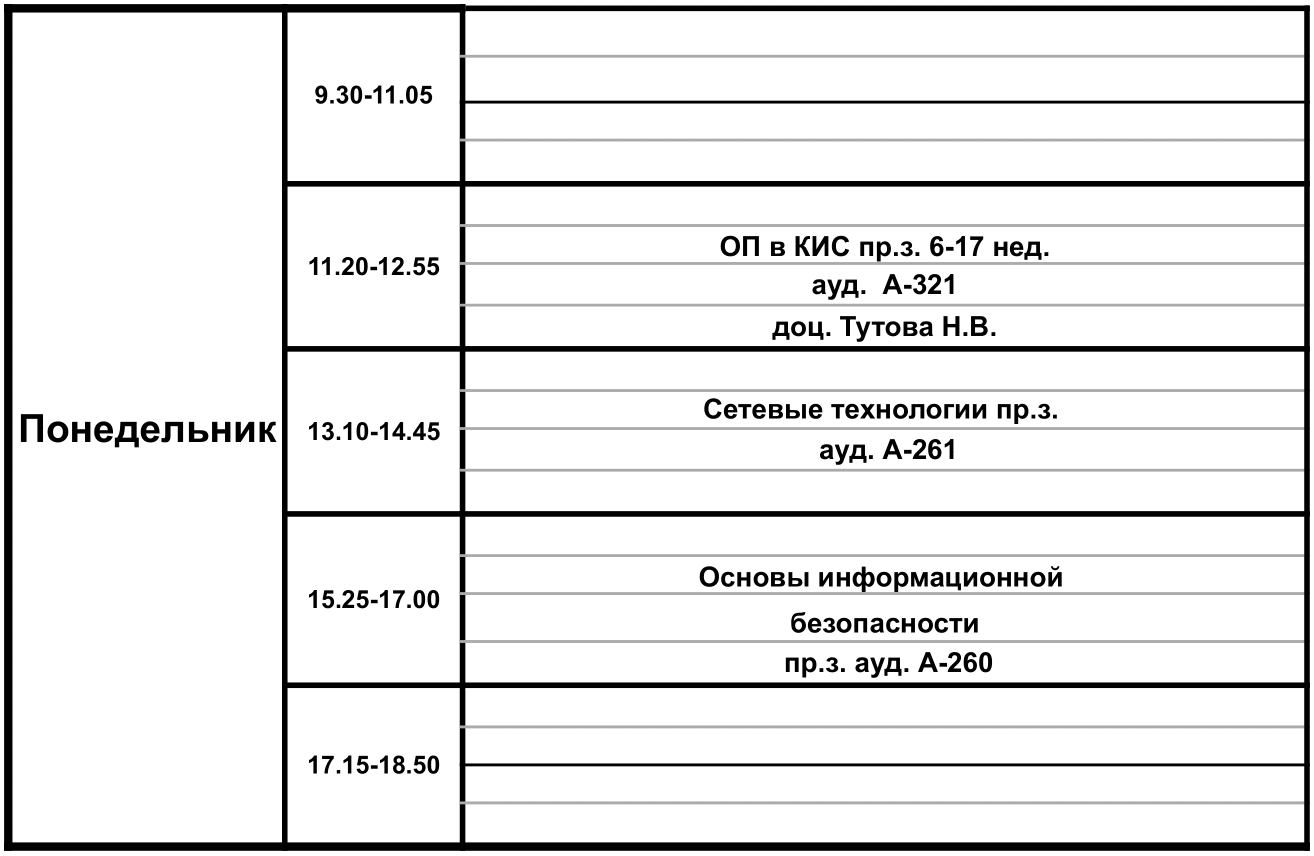 Понедельник
9.30-11.05
11.20-12.55
ОП в КИС пр.з. 6-17 нед.
ауд. А-321
доц. Тутова Н.В.
13.10-14.45
Сетевые технологии пр.з.
ауд. А-261
15.25-17.00
Основы информационной
безопасности
пр.з. ауд. А-260
17.15-18.50